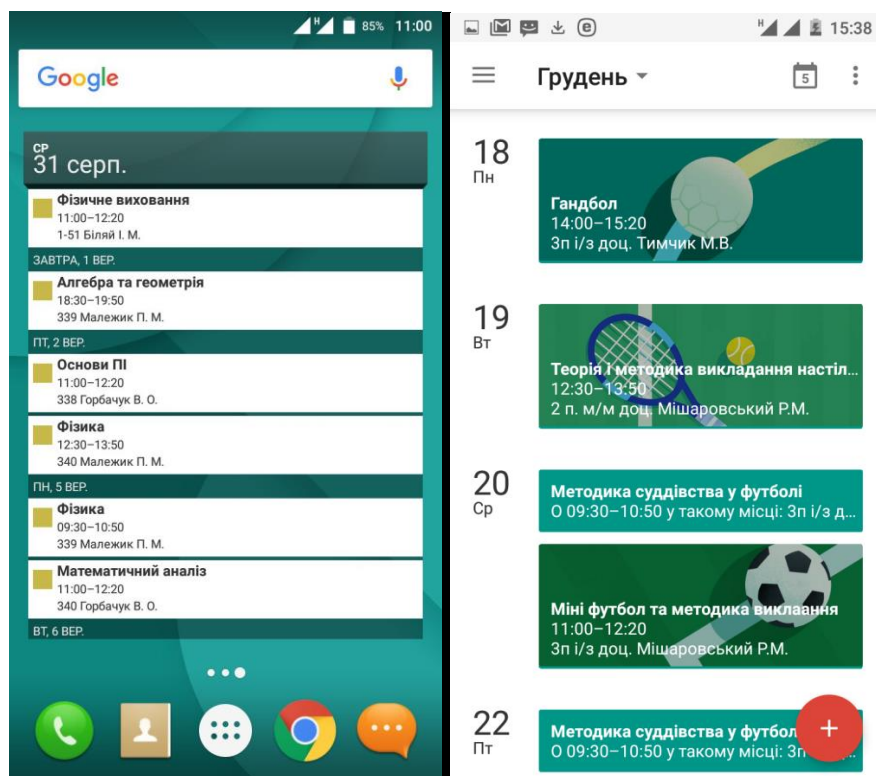 85% 11:00
Google
СР
31 серп.
Фізичне виховання
11:00–12:20
1-51 Біляй І. М.
ЗАВТРА, 1 ВЕР.
Алгебра та геометрія
18:30–19:50
339 Малежик П. М.
ПТ, 2 ВЕР.
Основи ПІ
11:00–12:20
338 Горбачук В. О.
Фізика
12:30–13:50
340 Малежик П. М.
ПН, 5 ВЕР.
Фізика
09:30–10:50
339 Малежик П. М.
Математичний аналіз
11:00–12:20
340 Горбачук В. О.
ВТ, 6 ВЕР.
H 15:38
Грудень 5
18
Пн
Гандбол
14:00–15:20
3п і/з доц. Тимчик М.В.
19
Вт
Теорія і методика викладання настіл...
12:30–13:50
2 п. м/м доц. Мішаровський Р.М.
20
Ср
Методика суддівства у футболі
О 09:30–10:50 у такому місці: 3п і/з д...
Міні футбол та методика виклаання
11:00–12:20
3п і/з доц. Мішаровський Р.М.
22
Пт
Методика суддівства у футбол
О 09:30–10:50 у такому місці: 3п